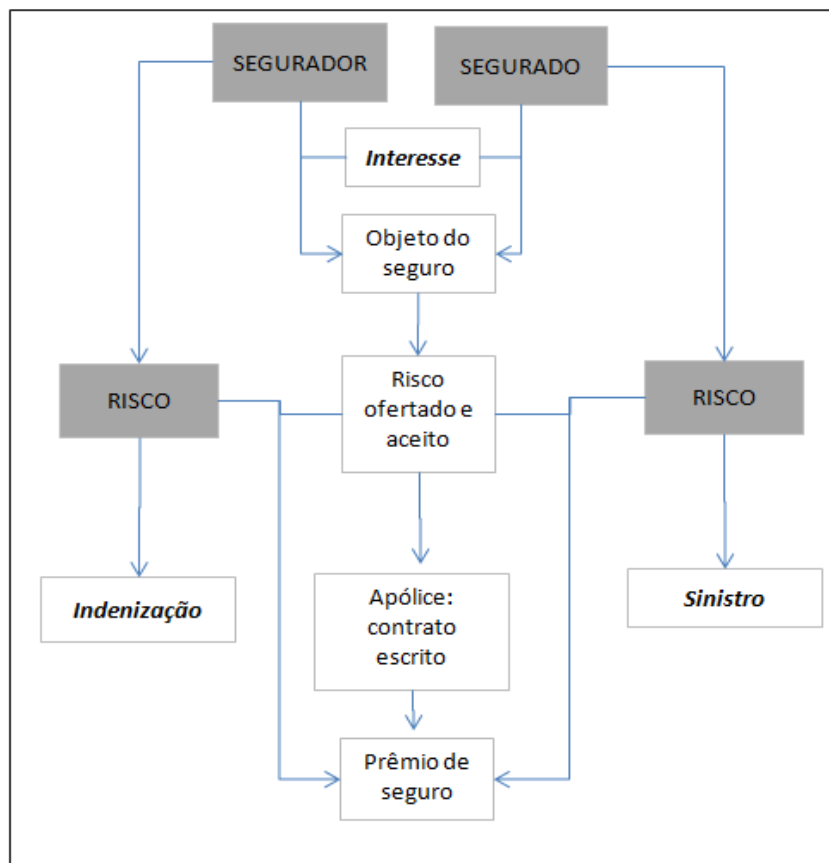 SEGURADOR
SEGURADO
Interesse
Objeto do
seguro
RISCO
Risco
ofertado e
aceito
RISCO
Indenização
Apólice:
contrato
escrito
Sinistro
Prêmio de
seguro